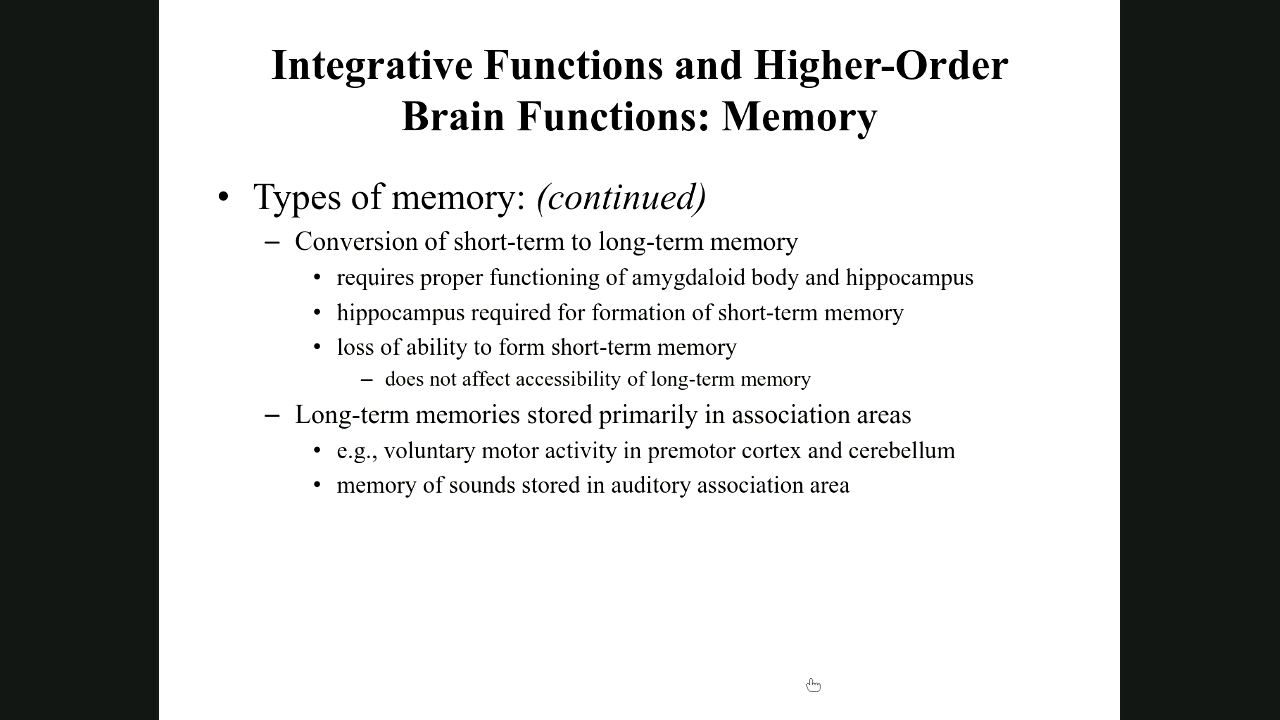 Integrative Functions and Higher-Order
Brain Functions: Memory
• Types of memory: (continued)
– Conversion of short-term to long-term memory
• requires proper functioning of amygdaloid body and hippocampus
• hippocampus required for formation of short-term memory
• loss of ability to form short-term memory
– does not affect accessibility of long-term memory
– Long-term memories stored primarily in association areas
• e.g., voluntary motor activity in premotor cortex and cerebellum
• memory of sounds stored in auditory association area